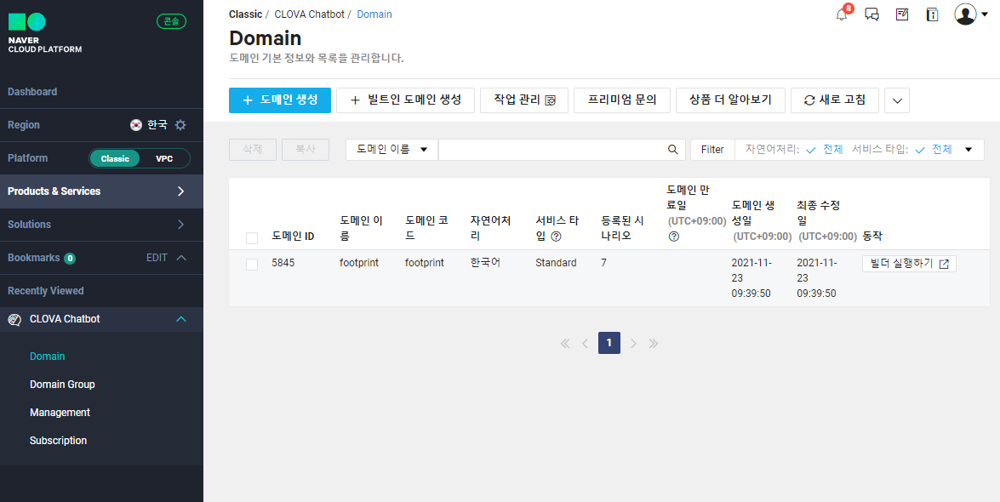 NAVER
CLOUD PLATFORM
콘솔
Dashboard
Region 한국
Platform Classic VPC
Products & Services
Solutions
Bookmarks 0 EDIT
Recently Viewed
CLOVA Chatbot
Domain
Domain Group
Management
Subscription
Classic / CLOVA Chatbot / Domain
8
Domain
도메인 기본 정보와 목록을 관리합니다.
+ 도메인 생성 + 빌트인 도메인 생성 작업 관리 프리미엄 문의 상품 더 알아보기 새로 고침
삭제 복사 도메인 이름 Filter 자연어처리: 전체 서비스 타입: 전체
도메인 ID
도메인 이
름
도메인 코
드
자연어처
리
서비스 타
입 ?
등록된 시
나리오
도메인 만
료일
(UTC+09:00)
?
도메인 생
성일
(UTC+09:00)
최종 수정
일
(UTC+09:00)
동작
5845 footprint footprint 한국어 Standard 7
2021-11-
23
09:39:50
2021-11-
23
09:39:50
빌더 실행하기
1